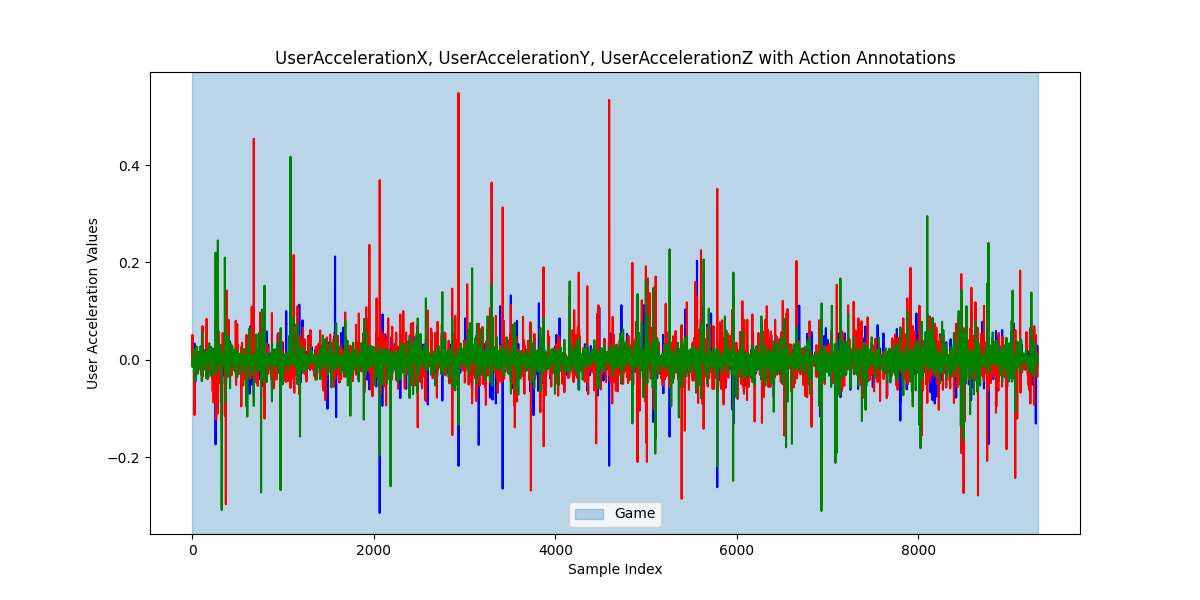 UserAccelerationX, UserAccelerationY, UserAccelerationZ with Action Annotations
User Acceleration Values
0.4
0.2
0.0
−0.2
Game
0 2000 4000 6000 8000
Sample Index